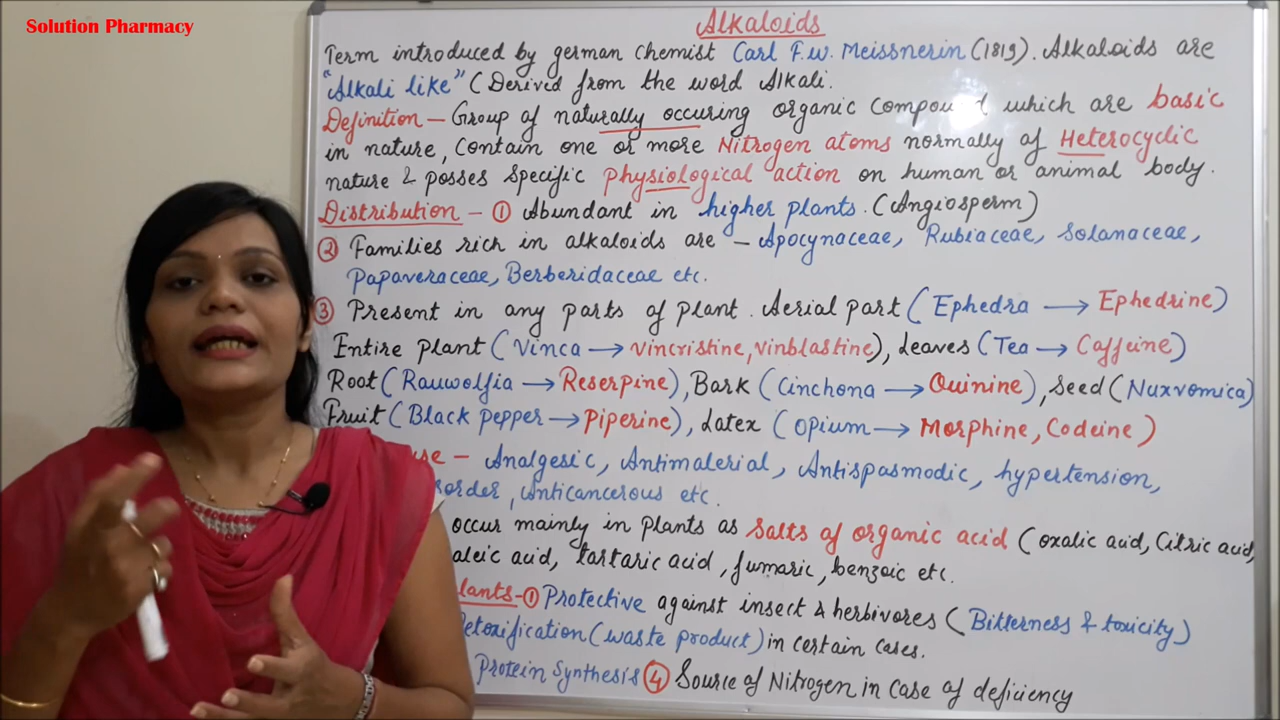 Solution Pharmacy
Alkaloids
Term introduced by german chemist Carl F.W. Meissnerin (1819). Alkaloids are
"Alkali like" (Derived from the word Alkali.
Definition – Group of naturally occuring organic compound which are basic
in nature, contain one or more Nitrogen atoms normally of Heterocyclic
nature & posses specific physiological action on human or animal body.
Distribution – ① Abundant in higher plants. (Angiosperm)
② Families rich in alkaloids are – Apocynaceae, Rubiaceae, Solanaceae,
Papaveraceae, Berberidaceae etc.
③ Present in any parts of plant. Aerial part (Ephedra → Ephedrine)
Entire plant (Vinca → vincristine, vinblastine), Leaves (Tea → Caffeine)
Root (Rauwolfia → Reserpine), Bark (Cinchona → Quinine), Seed (Nuxvomica)
Fruit (Black pepper → Piperine), Latex (Opium → Morphine, Codeine)
use – Analgesic, Antimalerial, Antispasmodic, hypertension,
order, Anticancerous etc.
occur mainly in plants as salts of organic acid (oxalic acid, Citric acid,
aleic acid, tartaric acid, fumaric, benzoic etc.
lants- ① Protective against insect & herbivores (Bitterness & toxicity)
Detoxification (waste product) in certain cases.
Protein Synthesis ④ Source of Nitrogen in case of deficiency